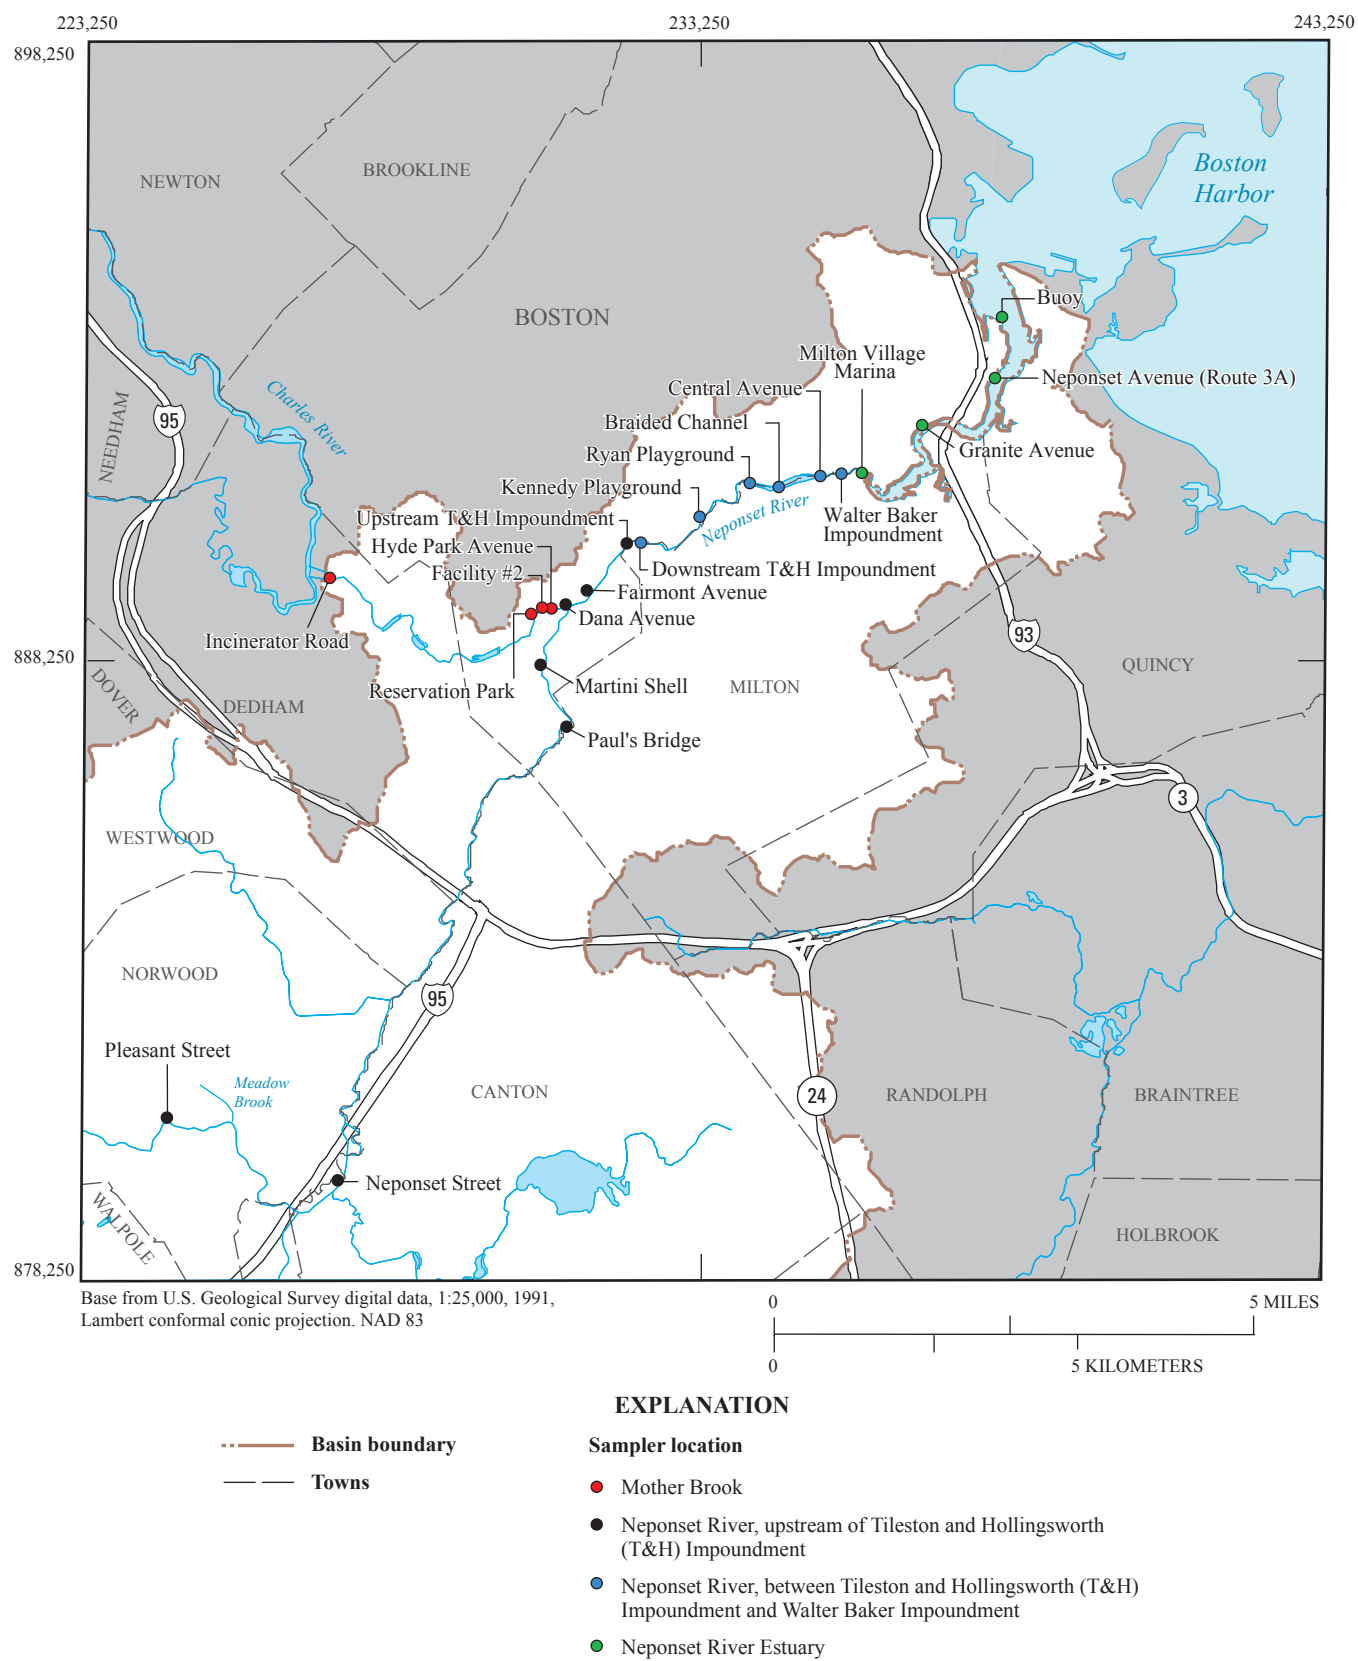 223,250
233,250
243,250
898,250
NEWTON
BROOKLINE
Boston
Harbor
BOSTON
Buoy
Milton Village
Marina
Neponset Avenue (Route 3A)
Central Avenue
Charles River
NEEDHAM
95
Braided Channel
Granite Avenue
Ryan Playground
Kennedy Playground
Neponset River
Walter Baker
Impoundment
Upstream T&H Impoundment
Hyde Park Avenue
Facility #2
Downstream T&H Impoundment
Fairmont Avenue
Dana Avenue
Incinerator Road
93
888,250
QUINCY
Reservation Park
Martini Shell
MILTON
DOVER
DEDHAM
Paul's Bridge
3
WESTWOOD
NORWOOD
95
Pleasant Street
Meadow
Brook
CANTON
24
RANDOLPH
BRAINTREE
Neponset Street
WALPOLE
HOLBROOK
878,250
Base from U.S. Geological Survey digital data, 1:25,000, 1991,
Lambert conformal conic projection. NAD 83
0
5 MILES
0
5 KILOMETERS
EXPLANATION
Basin boundary
Towns
Sampler location
Mother Brook
Neponset River, upstream of Tileston and Hollingsworth
(T&H) Impoundment
Neponset River, between Tileston and Hollingsworth (T&H)
Impoundment and Walter Baker Impoundment
Neponset River Estuary